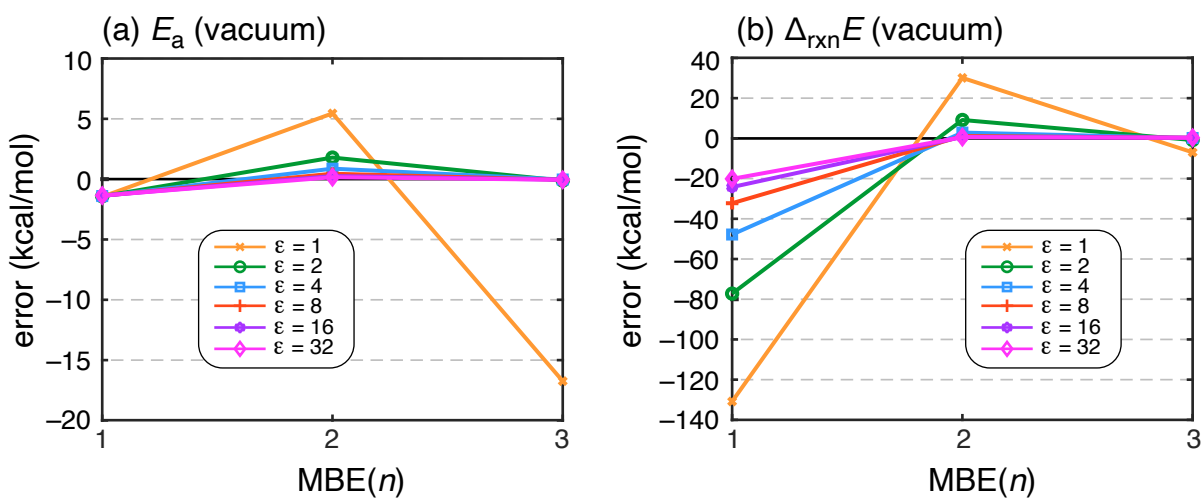 (a) Eₐ (vacuum)
error (kcal/mol)
10
5
0
−5
−10
−15
−20
ε = 1
ε = 2
ε = 4
ε = 8
ε = 16
ε = 32
1
2
3
MBE(n)
(b) ΔᵣₓₙE (vacuum)
error (kcal/mol)
40
20
0
−20
−40
−60
−80
−100
−120
−140
ε = 1
ε = 2
ε = 4
ε = 8
ε = 16
ε = 32
1
2
3
MBE(n)